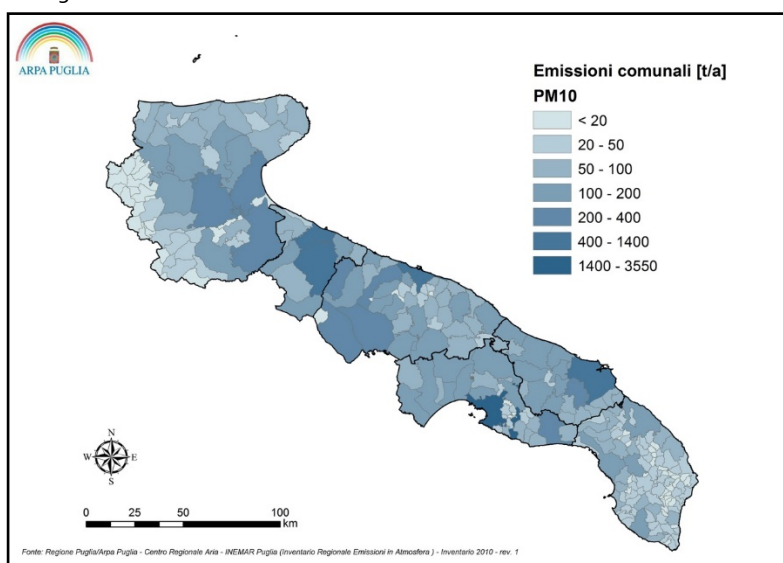 ARPA PUGLIA
Emissioni comunali [t/a]
PM10
< 20
20 - 50
50 - 100
100 - 200
200 - 400
400 - 1400
1400 - 3550
N
W
E
S
0 25 50 100
km
Fonte: Regione Puglia/Arpa Puglia - Centro Regionale Aria - INEMAR Puglia (Inventario Regionale Emissioni in Atmosfera ) - Inventario 2010 - rev. 1